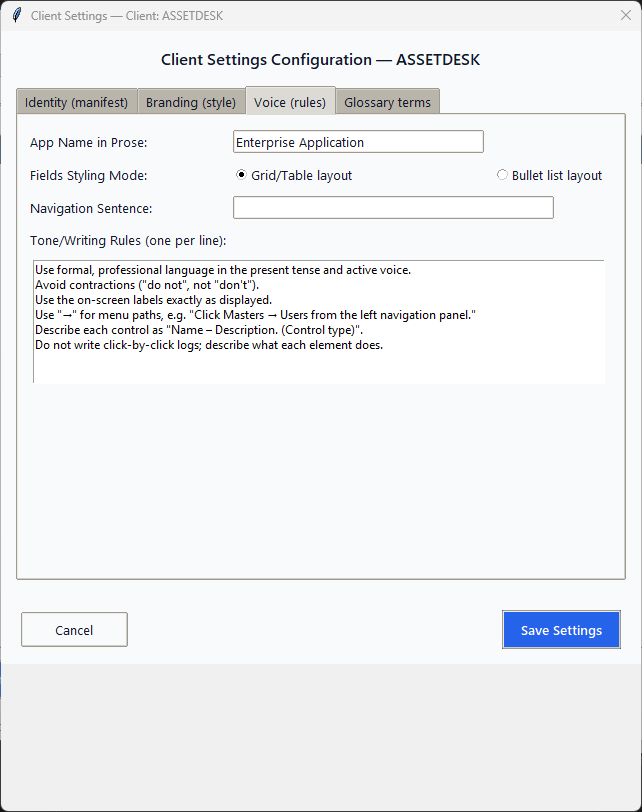 Client Settings — Client: ASSETDESK
Client Settings Configuration — ASSETDESK
Identity (manifest) Branding (style) Voice (rules) Glossary terms
App Name in Prose: Enterprise Application
Fields Styling Mode: Grid/Table layout Bullet list layout
Navigation Sentence:
Tone/Writing Rules (one per line):
Use formal, professional language in the present tense and active voice.
Avoid contractions ("do not", not "don't").
Use the on-screen labels exactly as displayed.
Use "→" for menu paths, e.g. "Click Masters → Users from the left navigation panel."
Describe each control as "Name – Description. (Control type)".
Do not write click-by-click logs; describe what each element does.
Cancel Save Settings